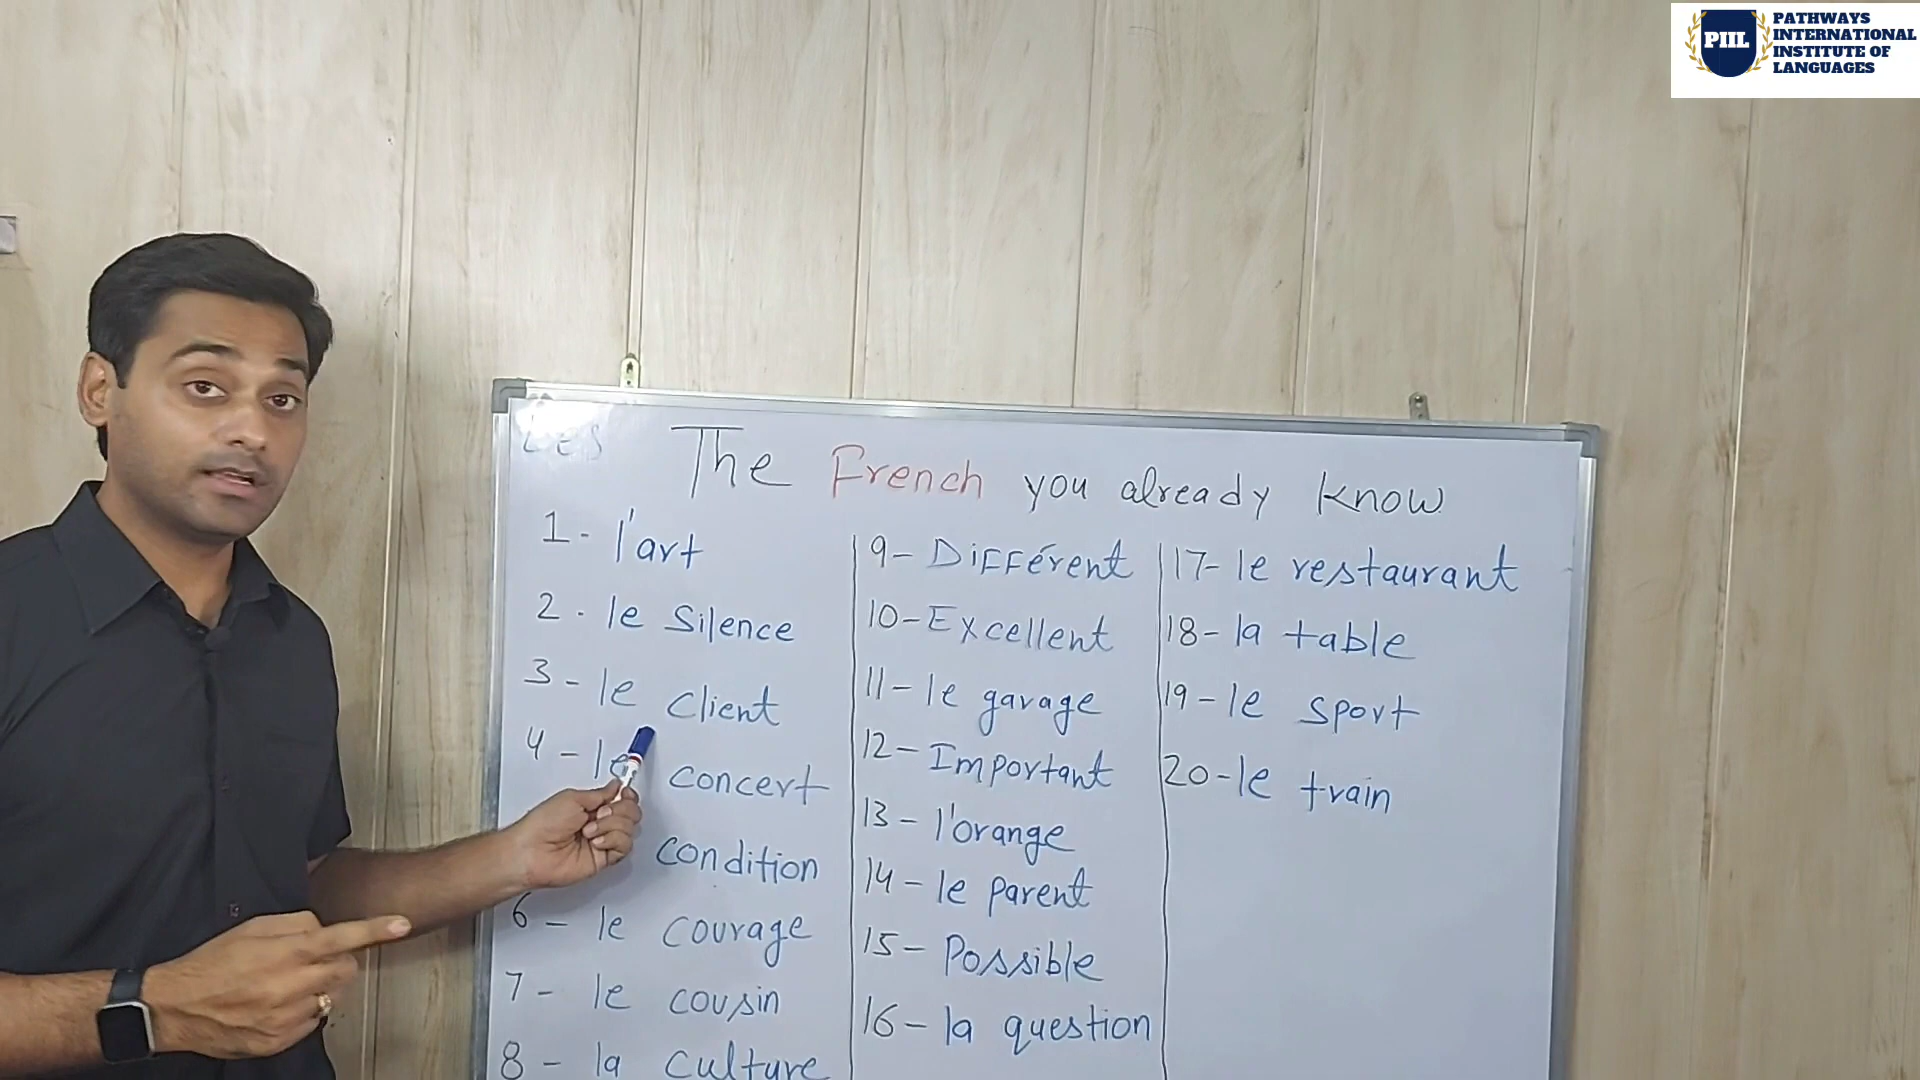 PIIL
PATHWAYS
INTERNATIONAL
INSTITUTE OF
LANGUAGES
Les
The French you already know
1- l'art
2- le silence
3- le client
4- le concert
condition
6- le courage
7- le cousin
8- la culture
9- Différent
10- Excellent
11- le garage
12- Important
13- l'orange
14- le parent
15- Possible
16- la question
17- le restaurant
18- la table
19- le sport
20- le train